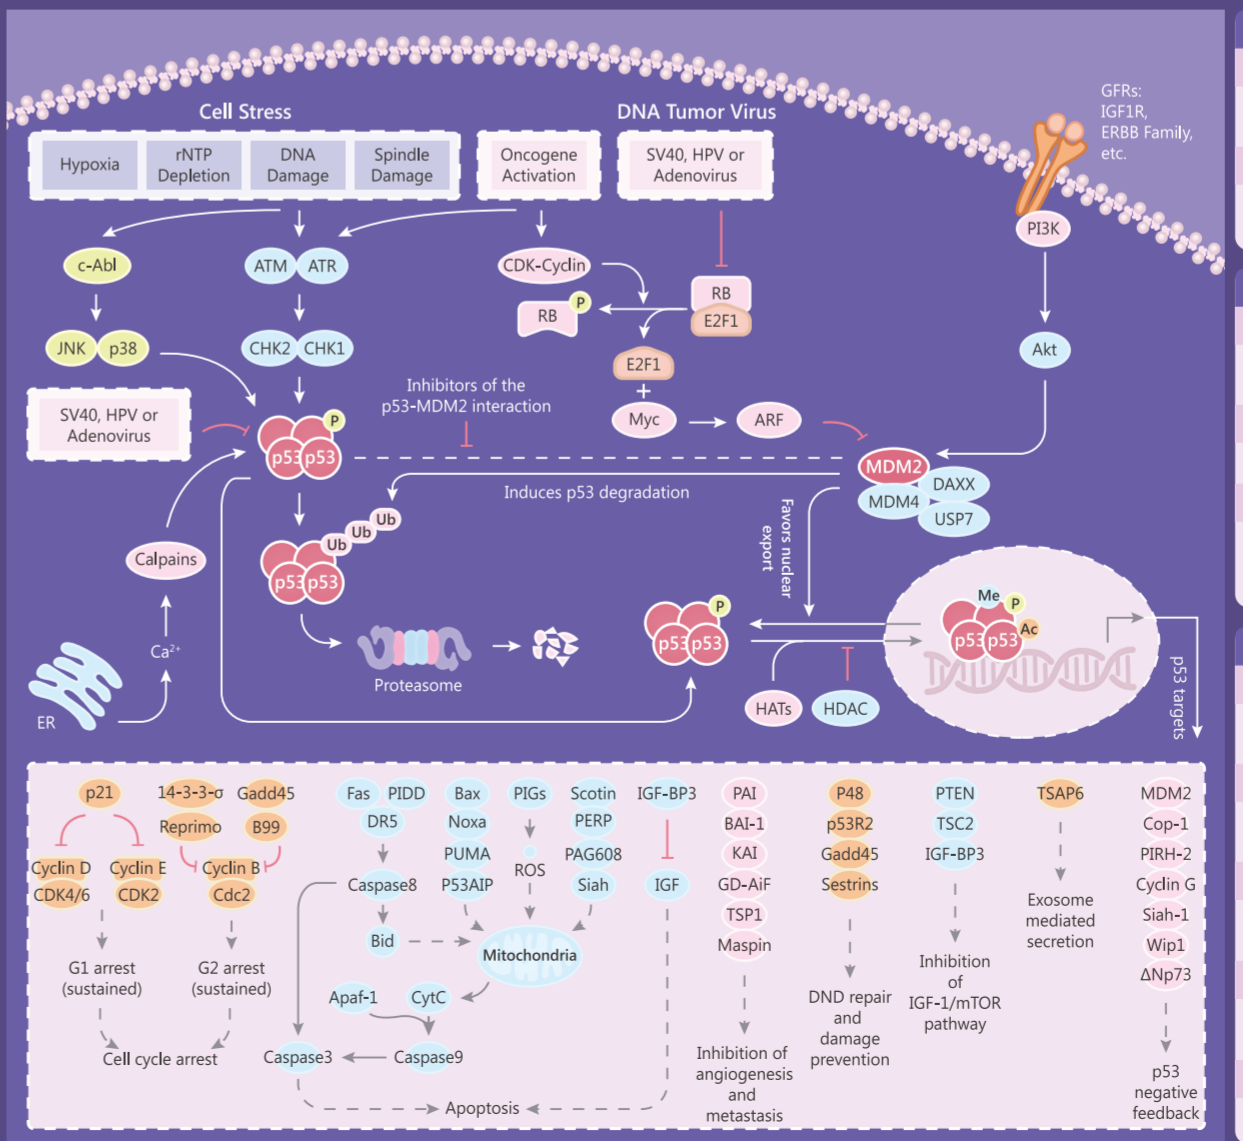 GFRs:
IGF1R,
ERBB Family,
etc.
Cell Stress
DNA Tumor Virus
Hypoxia
rNTP
Depletion
DNA
Damage
Spindle
Damage
Oncogene
Activation
SV40, HPV or
Adenovirus
PI3K
c-Abl
ATM
ATR
CDK-Cyclin
RB
E2F1
RB
P
JNK
p38
CHK2
CHK1
E2F1
+
Myc
ARF
Akt
Inhibitors of the
p53-MDM2 interaction
SV40, HPV or
Adenovirus
P
p53
p53
MDM2
DAXX
MDM4
USP7
Induces p53 degradation
Favors nuclear
export
Ub
Ub
Ub
p53
p53
Calpains
Ca2+
ER
Proteasome
P
p53
p53
HATs
HDAC
Me
P
Ac
p53
p53
p53 targets
p21
14-3-3-σ
Reprimo
Gadd45
B99
Cyclin D
CDK4/6
Cyclin E
CDK2
Cyclin B
Cdc2
G1 arrest
(sustained)
G2 arrest
(sustained)
Cell cycle arrest
Fas
PIDD
DR5
Caspase8
Bid
Bax
Noxa
PUMA
P53AIP
PIGs
ROS
Scotin
PERP
PAG608
Siah
Mitochondria
Apaf-1
CytC
Caspase3
Caspase9
Apoptosis
IGF-BP3
IGF
PAI
BAI-1
KAI
GD-AiF
TSP1
Maspin
Inhibition of
angiogenesis
and
metastasis
P48
p53R2
Gadd45
Sestrins
DND repair
and
damage
prevention
PTEN
TSC2
IGF-BP3
Inhibition
of
IGF-1/mTOR
pathway
TSAP6
Exosome
mediated
secretion
MDM2
Cop-1
PIRH-2
Cyclin G
Siah-1
Wip1
ΔNp73
p53
negative
feedback